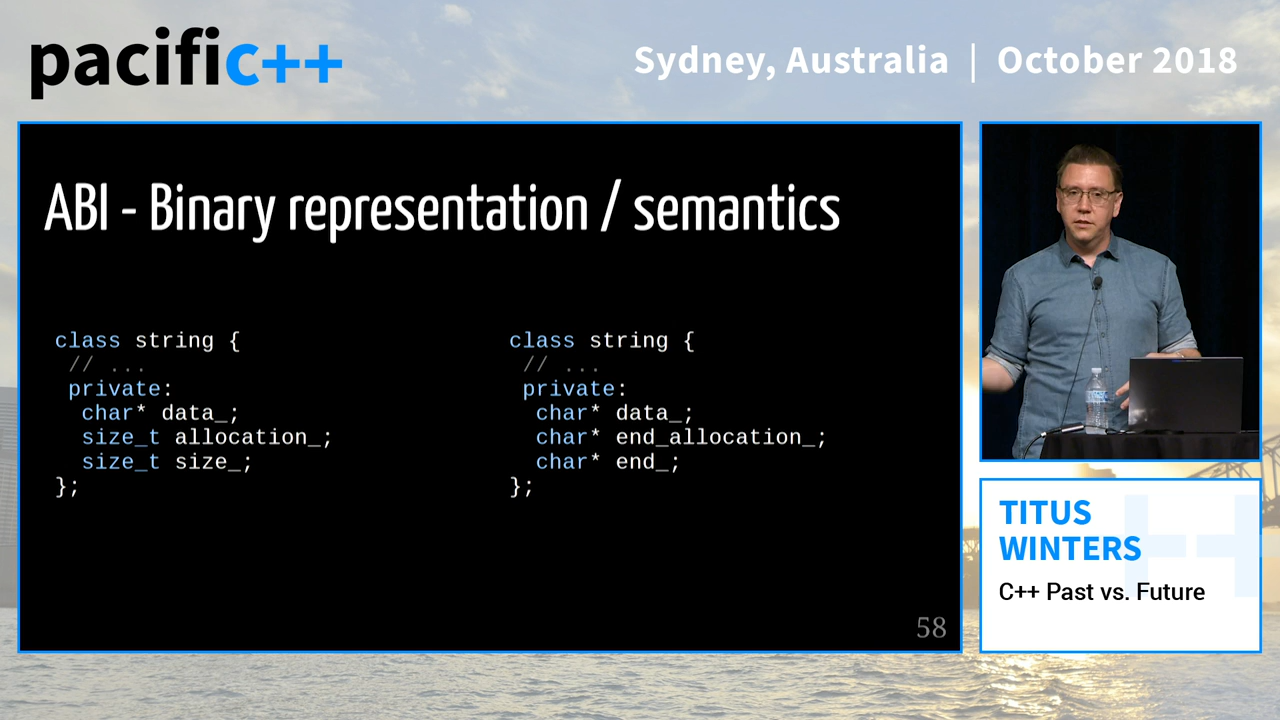 pacific++
Sydney, Australia | October 2018
ABI - Binary representation / semantics
class string {
// ...
private:
char* data_;
size_t allocation_;
size_t size_;
};
class string {
// ...
private:
char* data_;
char* end_allocation_;
char* end_;
};
58
TITUS
WINTERS
C++ Past vs. Future